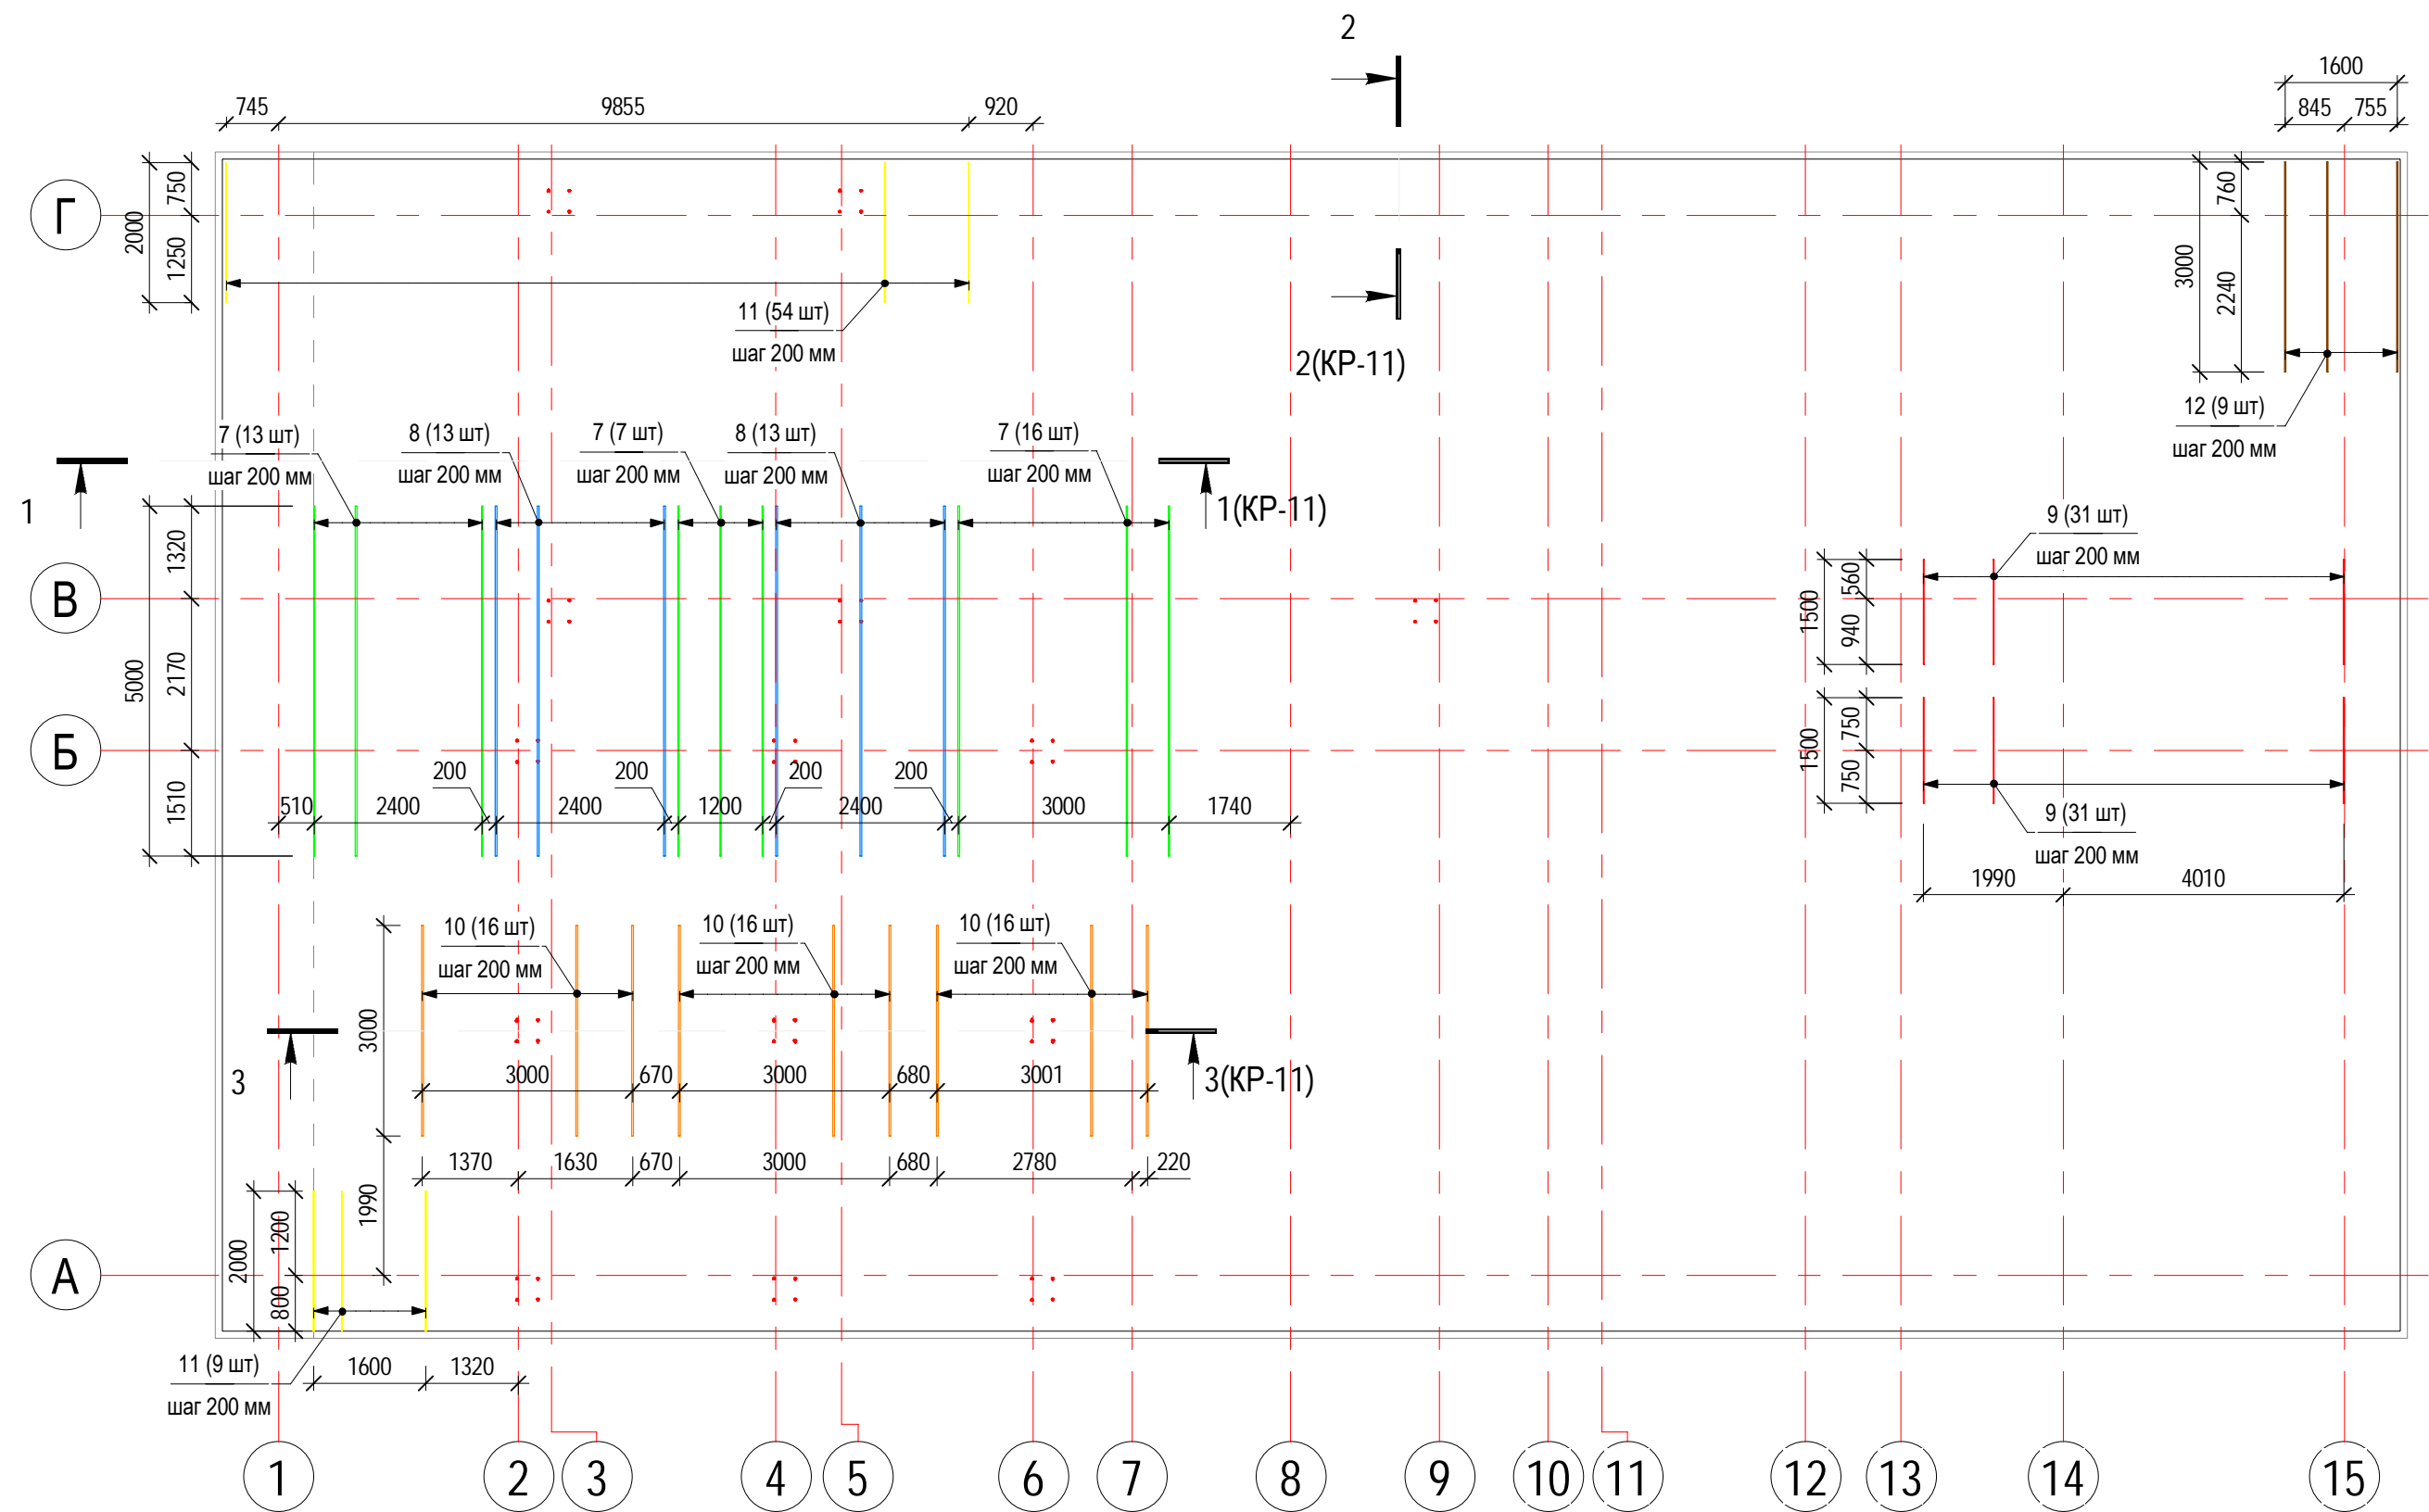 2
1600
745 9855 920
845 755
750
2000
1250
Г
760
3000
2240
11 (54 шт)
шаг 200 мм
2(КР-11)
12 (9 шт)
шаг 200 мм
7 (13 шт)
шаг 200 мм
8 (13 шт)
шаг 200 мм
7 (7 шт)
шаг 200 мм
8 (13 шт)
шаг 200 мм
7 (16 шт)
шаг 200 мм
1
1(КР-11)
9 (31 шт)
шаг 200 мм
1320
В
560
1500
940
5000
2170
Б
750
1500
750
1510
200 200 200 200
510 2400 2400 1200 2400 3000 1740
9 (31 шт)
шаг 200 мм
1990 4010
10 (16 шт)
шаг 200 мм
10 (16 шт)
шаг 200 мм
10 (16 шт)
шаг 200 мм
3000
3
3000 670 3000 680 3001
3(КР-11)
1370 1630 670 3000 680 2780 220
1990
1200
2000
800
А
11 (9 шт)
шаг 200 мм
1600 1320
1 2 3 4 5 6 7 8 9 10 11 12 13 14 15